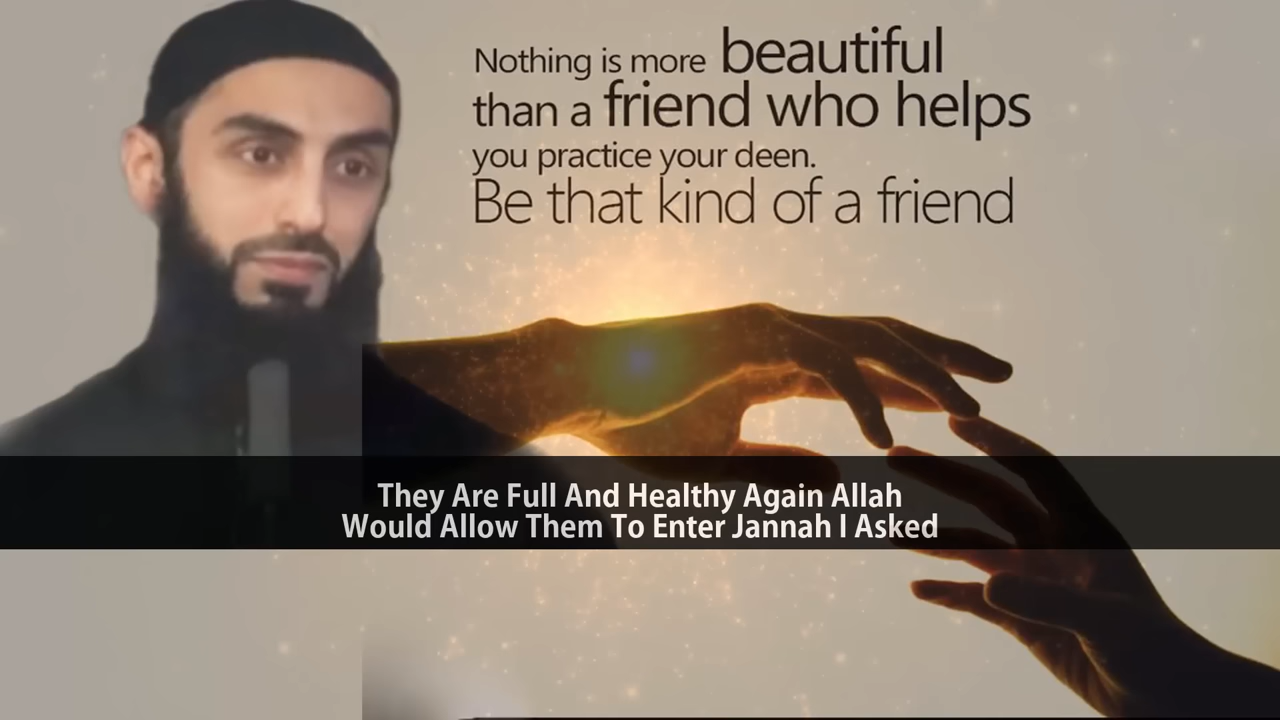 Nothing is more beautiful
than a friend who helps
you practice your deen.
Be that kind of a friend
They Are Full And Healthy Again Allah
Would Allow Them To Enter Jannah I Asked